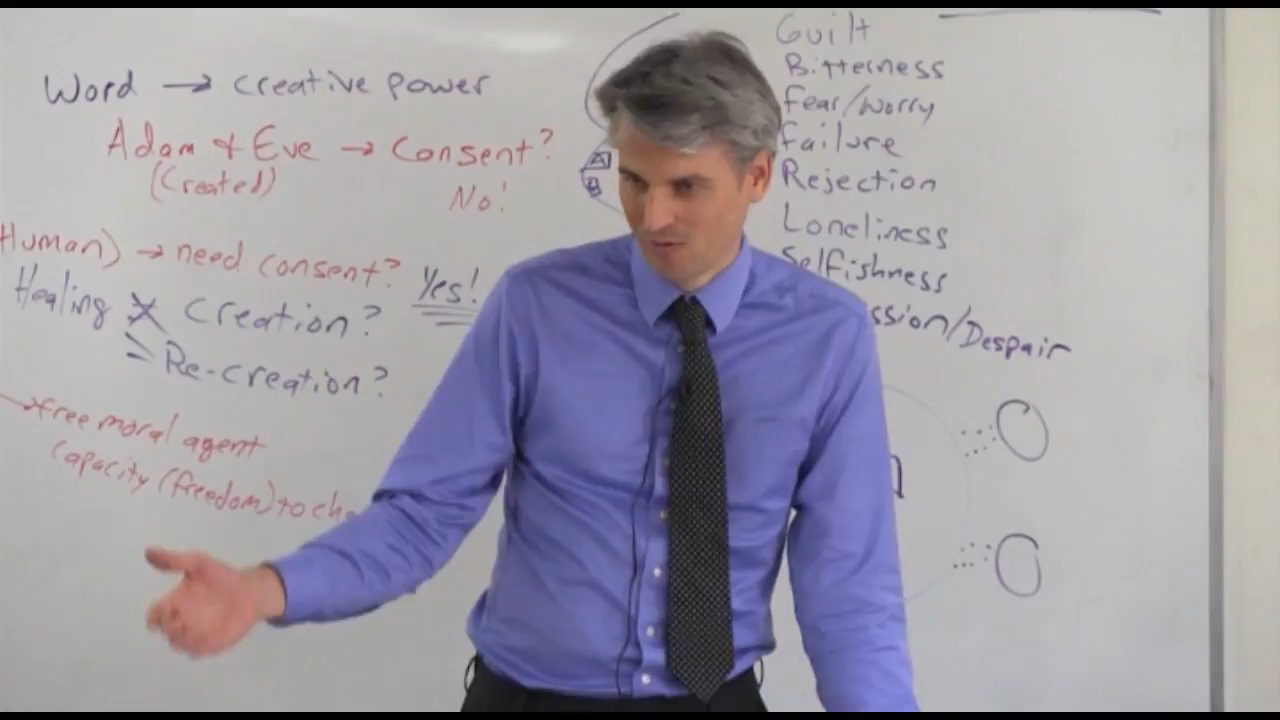 Word → Creative power
Adam & Eve → Consent?
(Created)
No!
Human) → need consent? Yes!
Healing Creation?
Re-creation?
→ free moral agent
capacity (freedom) to
A
B
Guilt
Bitterness
Fear/Worry
Failure
Rejection
Loneliness
Selfishness
ssion/Despair